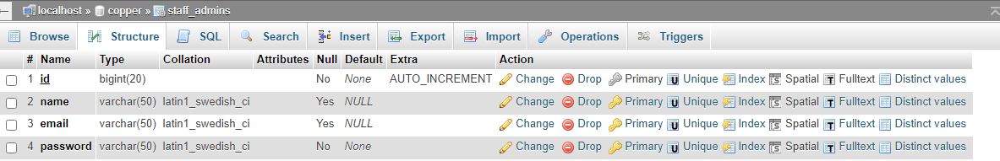 localhost » copper » staff_admins
Browse Structure SQL Search Insert Export Import Operations Triggers
# Name Type Collation Attributes Null Default Extra Action
1 id bigint(20) No None AUTO_INCREMENT Change Drop Primary Unique Index Spatial Fulltext Distinct values
2 name varchar(50) latin1_swedish_ci Yes NULL Change Drop Primary Unique Index Spatial Fulltext Distinct values
3 email varchar(50) latin1_swedish_ci Yes NULL Change Drop Primary Unique Index Spatial Fulltext Distinct values
4 password varchar(50) latin1_swedish_ci No None Change Drop Primary Unique Index Spatial Fulltext Distinct values